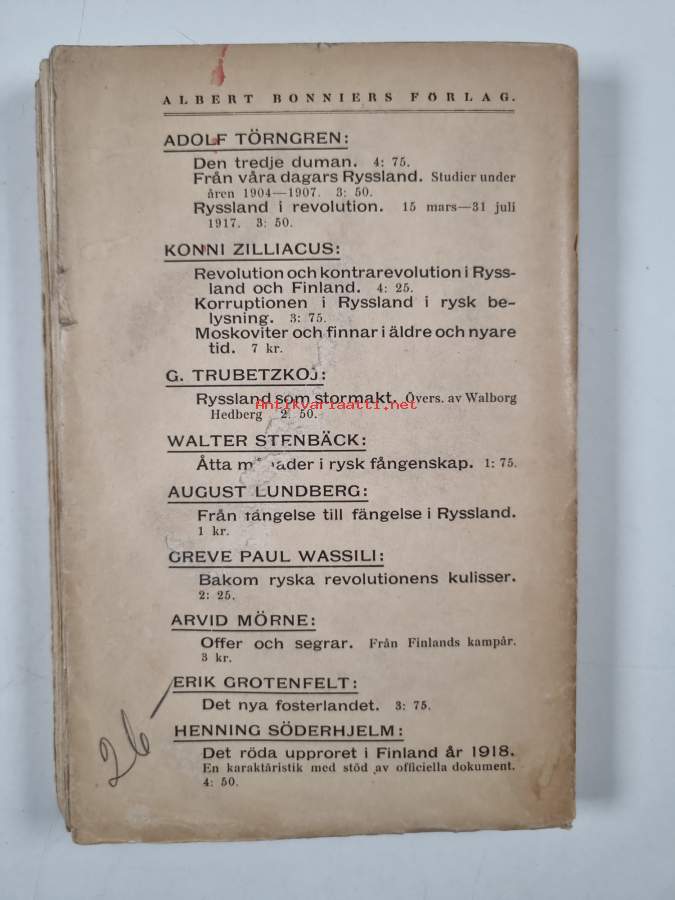 ALBERT BONNIERS FÖRLAG.
ADOLF TÖRNGREN:
Den tredje duman. 4: 75.
Från våra dagars Ryssland. Studier under
åren 1904—1907. 3: 50.
Ryssland i revolution. 15 mars—31 juli
1917. 3: 50.
KONNI ZILLIACUS:
Revolution och kontrarevolution i Ryss-
land och Finland. 4: 25.
Korruptionen i Ryssland i rysk be-
lysning. 3: 75.
Moskoviter och finnar i äldre och nyare
tid. 7 kr.
G. TRUBETZKOJ:
Ryssland som stormakt. Övers. av Walborg
Antikvariaatti.net
Hedberg 2: 50.
WALTER STENBÄCK:
Åtta i rysk fångenskap. 1: 75.
AUGUST LUNDBERG:
Från fängelse till fängelse i Ryssland.
1 kr.
GREVE PAUL WASSILI:
Bakom ryska revolutionens kulisser.
2: 25.
ARVID MÖRNE:
Offer och segrar. Från Finlands kampår.
3 kr.
ERIK GROTENFELT:
Det nya fosterlandet. 3: 75.
26
HENNING SÖDERHJELM:
Det röda upproret i Finland år 1918.
En karaktäristik med stöd av officiella dokument.
4: 50.